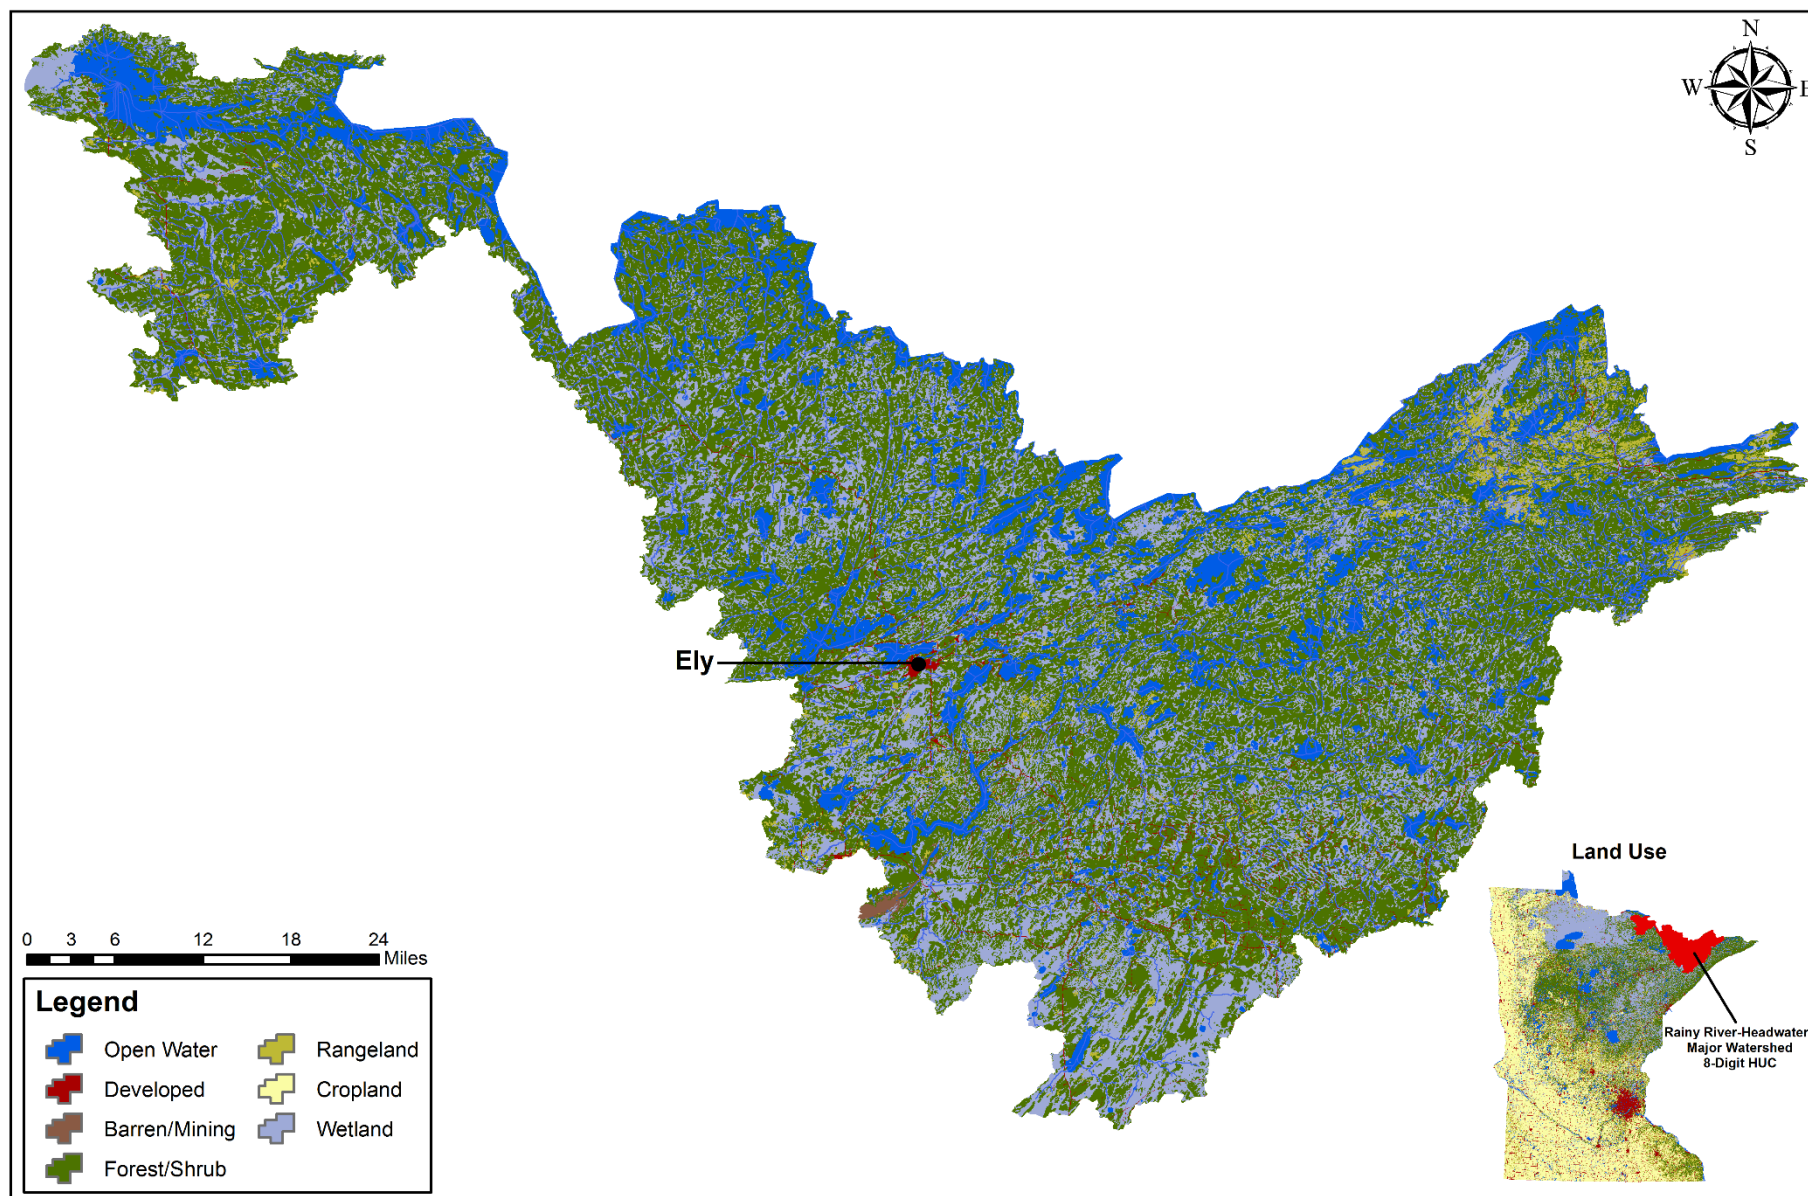 N
W E
S
Ely
Land Use
Rainy River-Headwater
Major Watershed
8-Digit HUC
0 3 6 12 18 24
Miles
Legend
Open Water
Rangeland
Developed
Cropland
Barren/Mining
Wetland
Forest/Shrub